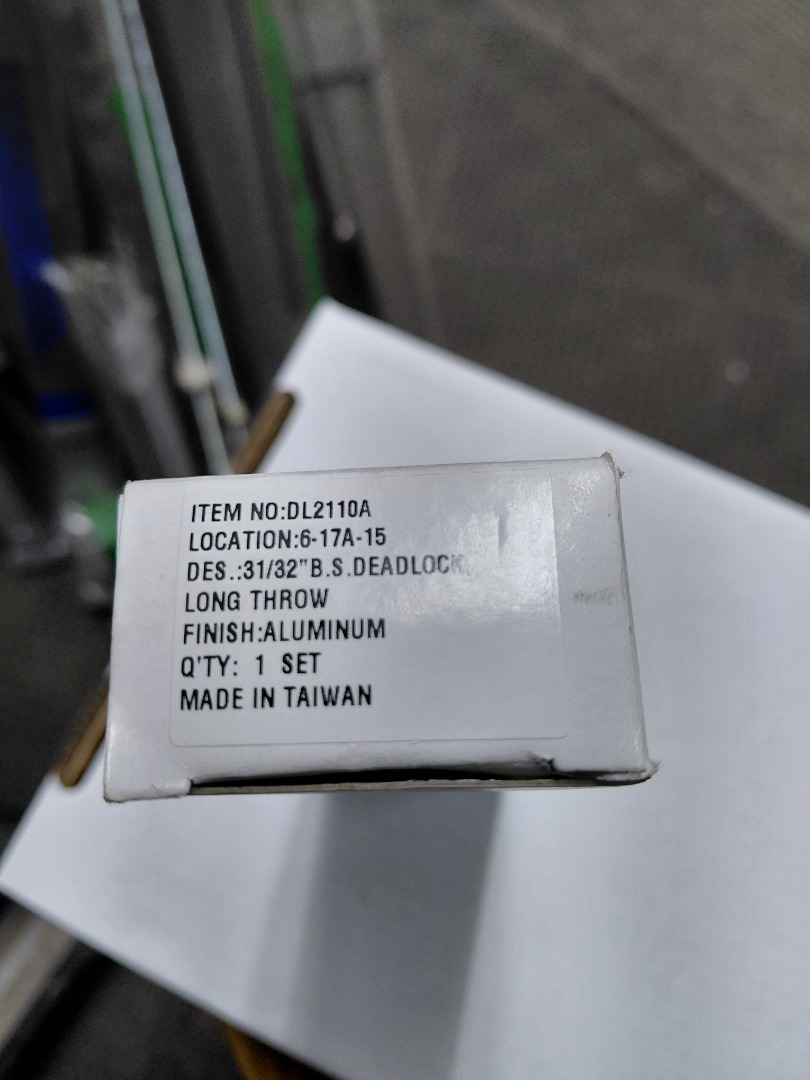 ITEM NO:DL2110A
LOCATION:6-17A-15
DES.:31/32"B.S.DEADLOCK
LONG THROW
FINISH:ALUMINUM
Q'TY: 1 SET
MADE IN TAIWAN